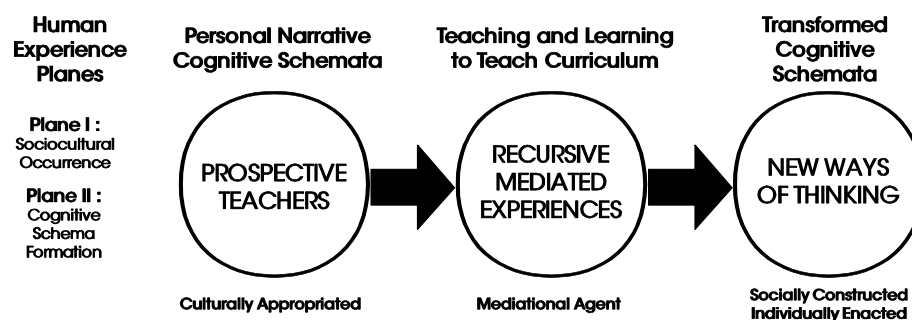 Human
Experience
Planes
Plane I :
Sociocultural
Occurrence
Plane II :
Cognitive
Schema
Formation
Personal Narrative
Cognitive Schemata
PROSPECTIVE
TEACHERS
Culturally Appropriated
Teaching and Learning
to Teach Curriculum
RECURSIVE
MEDIATED
EXPERIENCES
Mediational Agent
Transformed
Cognitive
Schemata
NEW WAYS
OF THINKING
Socially Constructed
Individually Enacted